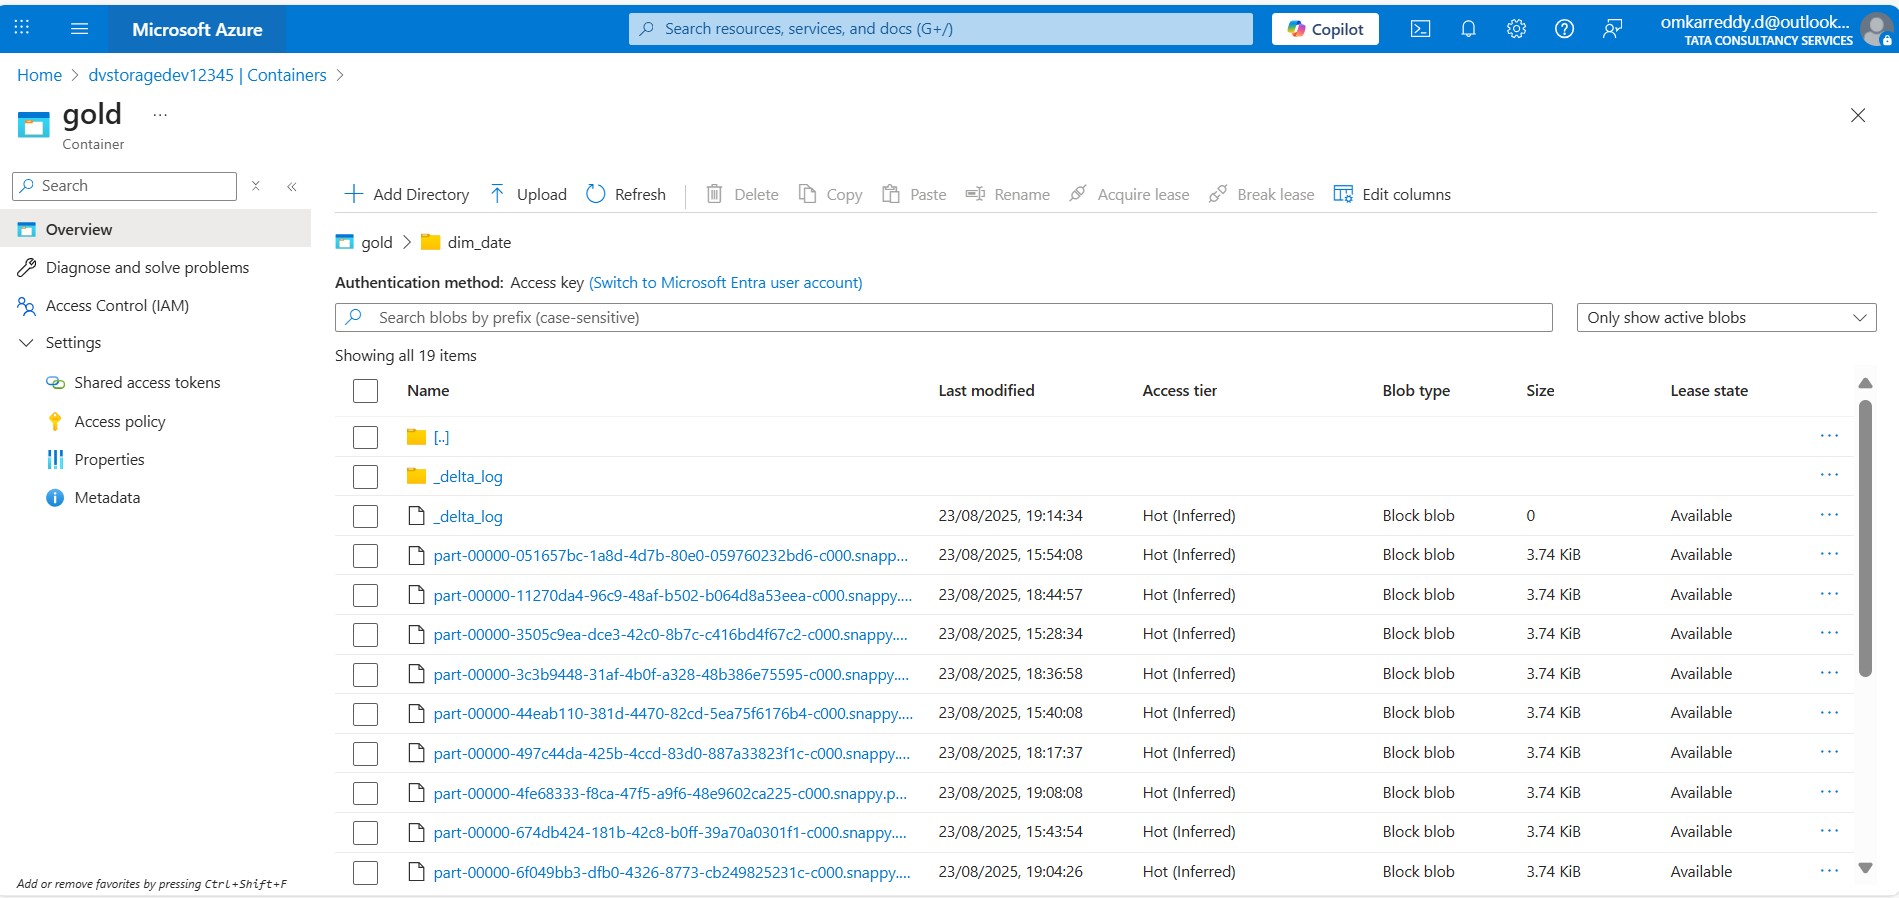 Microsoft Azure
Search resources, services, and docs (G+/)
Copilot
omkarreddy.d@outlook...
TATA CONSULTANCY SERVICES
Home > dvstoragedev12345 | Containers >
gold ...
Container
Search
Add Directory Upload Refresh Delete Copy Paste Rename Acquire lease Break lease Edit columns
Overview
Diagnose and solve problems
Access Control (IAM)
Settings
Shared access tokens
Access policy
Properties
Metadata
Add or remove favorites by pressing Ctrl+Shift+F
gold > dim_date
Authentication method: Access key (Switch to Microsoft Entra user account)
Search blobs by prefix (case-sensitive)
Only show active blobs
Showing all 19 items
Name Last modified Access tier Blob type Size Lease state
[..]
_delta_log
_delta_log 23/08/2025, 19:14:34 Hot (Inferred) Block blob 0 Available
part-00000-051657bc-1a8d-4d7b-80e0-059760232bd6-c000.snapp... 23/08/2025, 15:54:08 Hot (Inferred) Block blob 3.74 KiB Available
part-00000-11270da4-96c9-48af-b502-b064d8a53eea-c000.snappy.... 23/08/2025, 18:44:57 Hot (Inferred) Block blob 3.74 KiB Available
part-00000-3505c9ea-dce3-42c0-8b7c-c416bd4f67c2-c000.snappy.... 23/08/2025, 15:28:34 Hot (Inferred) Block blob 3.74 KiB Available
part-00000-3c3b9448-31af-4b0f-a328-48b386e75595-c000.snappy.... 23/08/2025, 18:36:58 Hot (Inferred) Block blob 3.74 KiB Available
part-00000-44eab110-381d-4470-82cd-5ea75f6176b4-c000.snappy.... 23/08/2025, 15:40:08 Hot (Inferred) Block blob 3.74 KiB Available
part-00000-497c44da-425b-4ccd-83d0-887a33823f1c-c000.snappy.... 23/08/2025, 18:17:37 Hot (Inferred) Block blob 3.74 KiB Available
part-00000-4fe68333-f8ca-47f5-a9f6-48e9602ca225-c000.snappy.p... 23/08/2025, 19:08:08 Hot (Inferred) Block blob 3.74 KiB Available
part-00000-674db424-181b-42c8-b0ff-39a70a0301f1-c000.snappy.... 23/08/2025, 15:43:54 Hot (Inferred) Block blob 3.74 KiB Available
part-00000-6f049bb3-dfb0-4326-8773-cb249825231c-c000.snappy.... 23/08/2025, 19:04:26 Hot (Inferred) Block blob 3.74 KiB Available